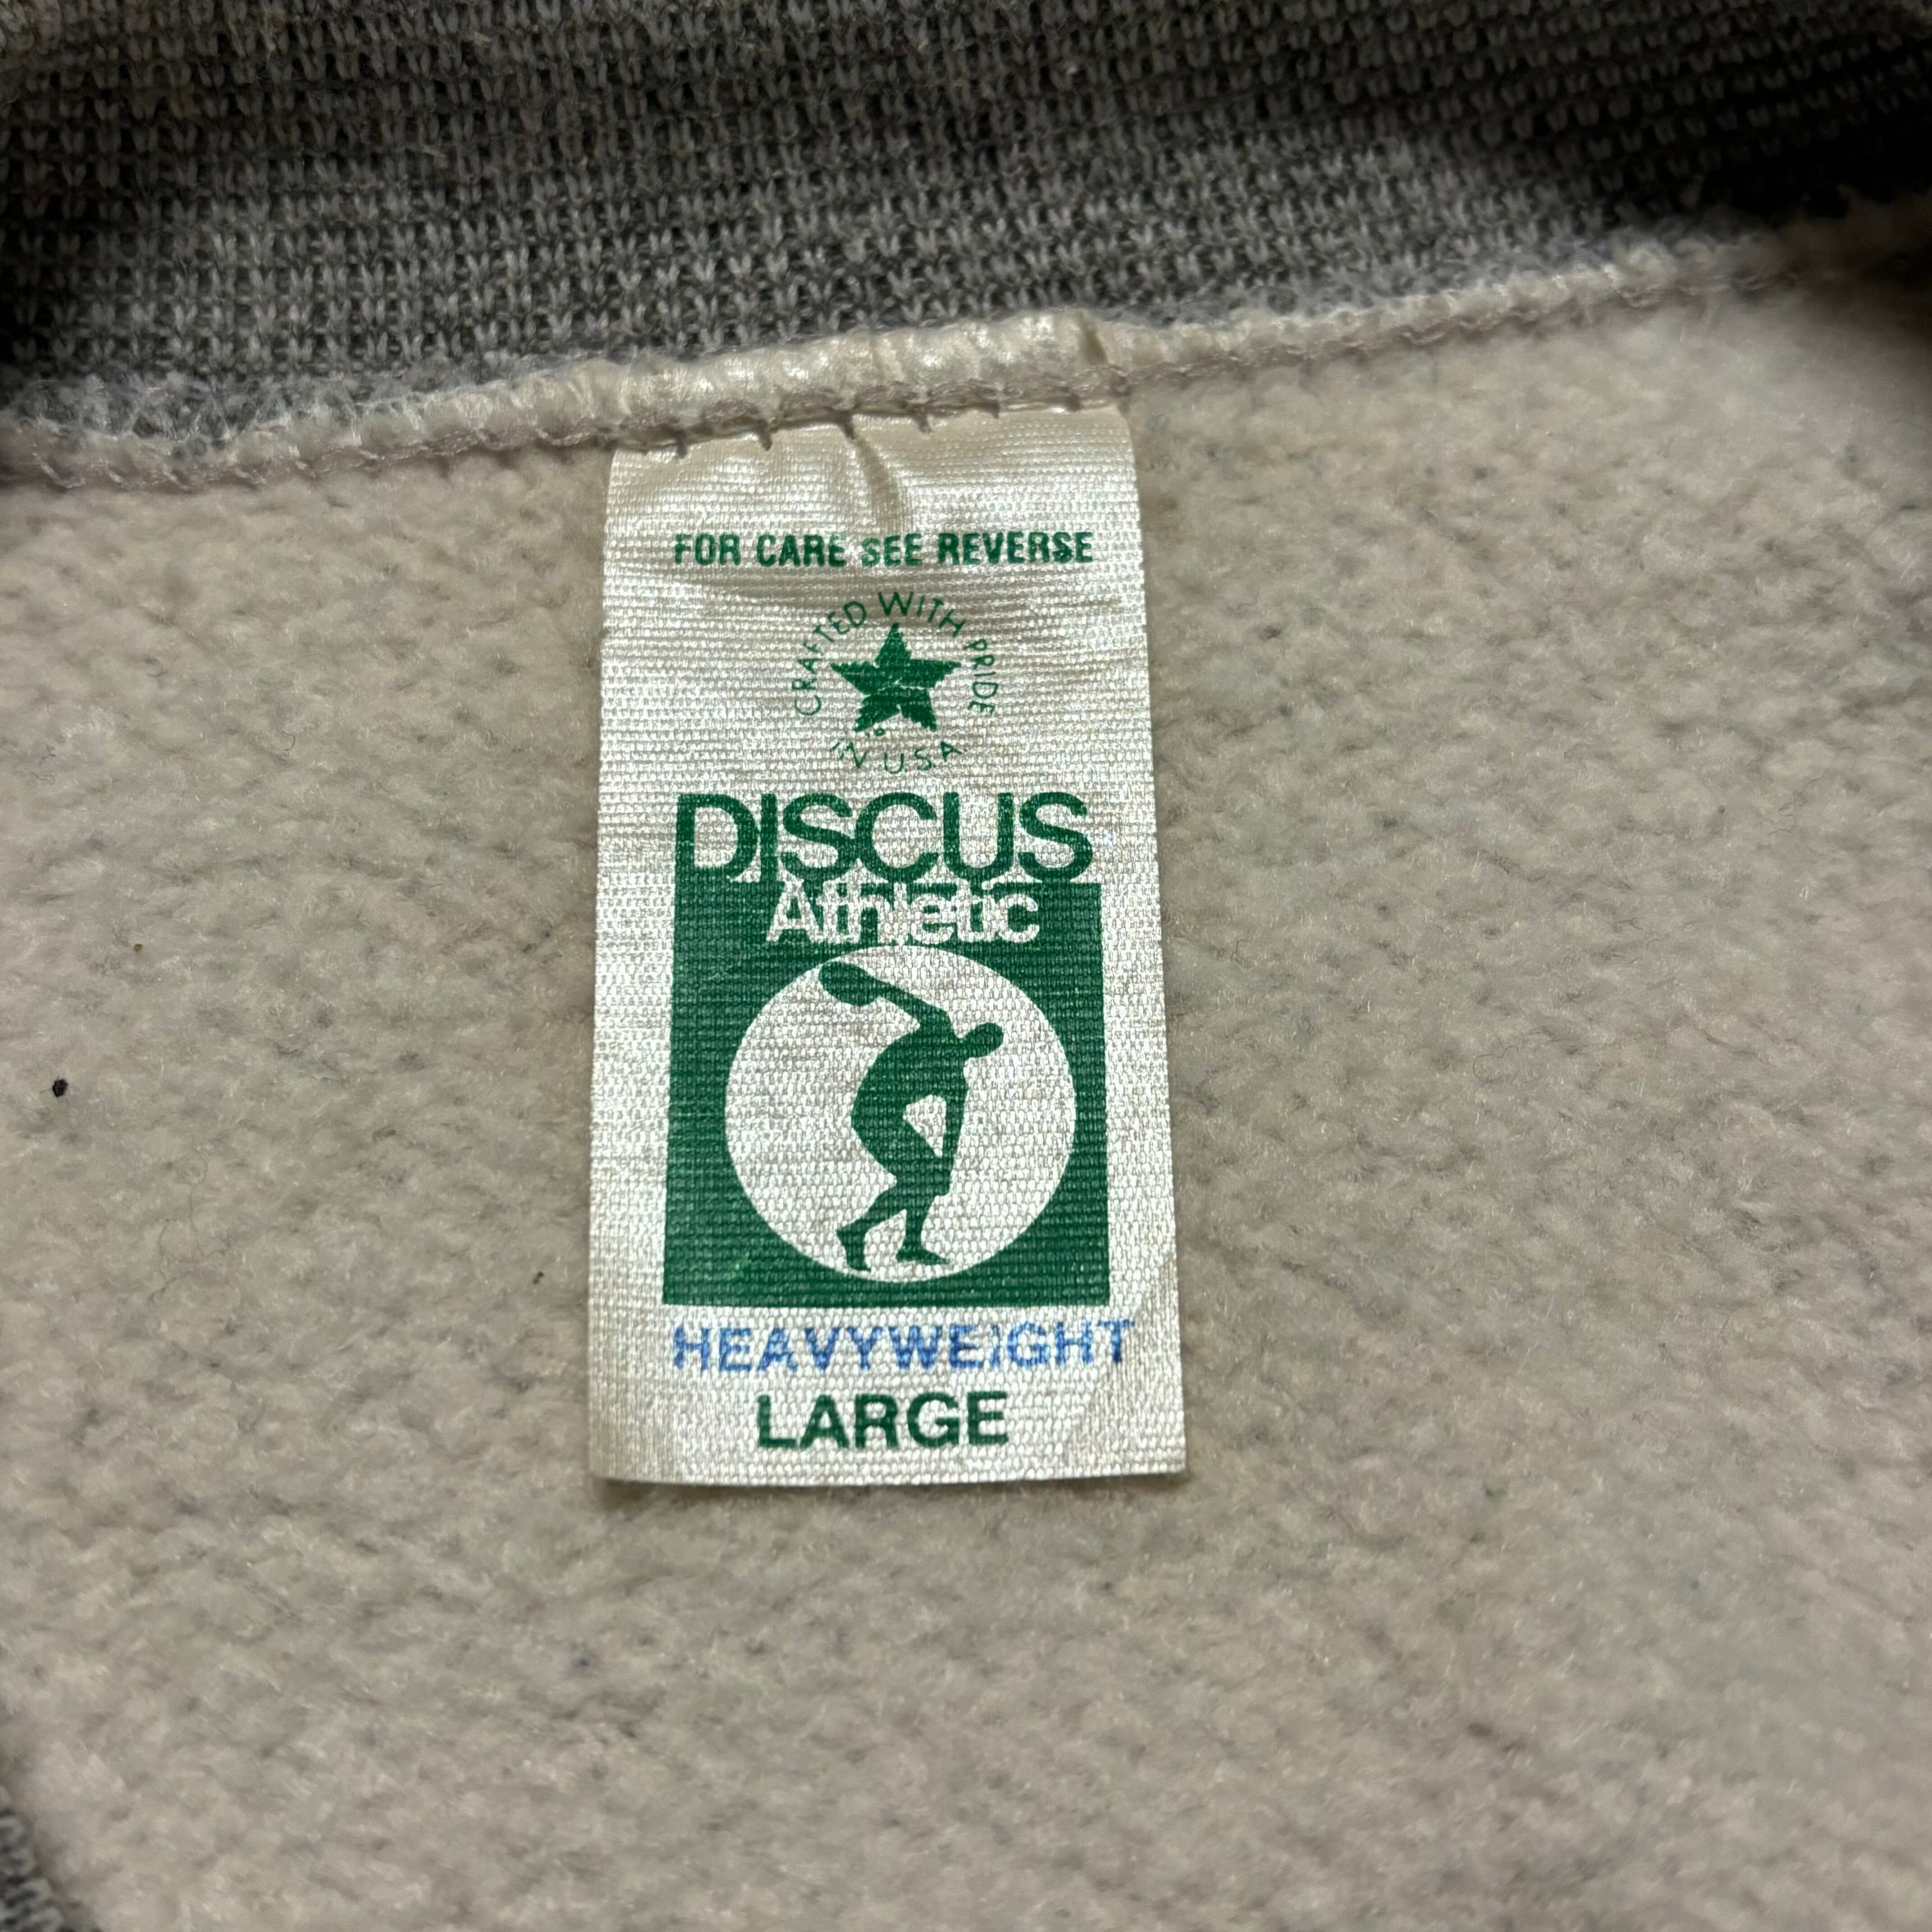 FOR CARE SEE REVERSE
CRAFTED WITH PRIDE
IN U.S.A
DISCUS
Athletic
HEAVYWEIGHT
LARGE